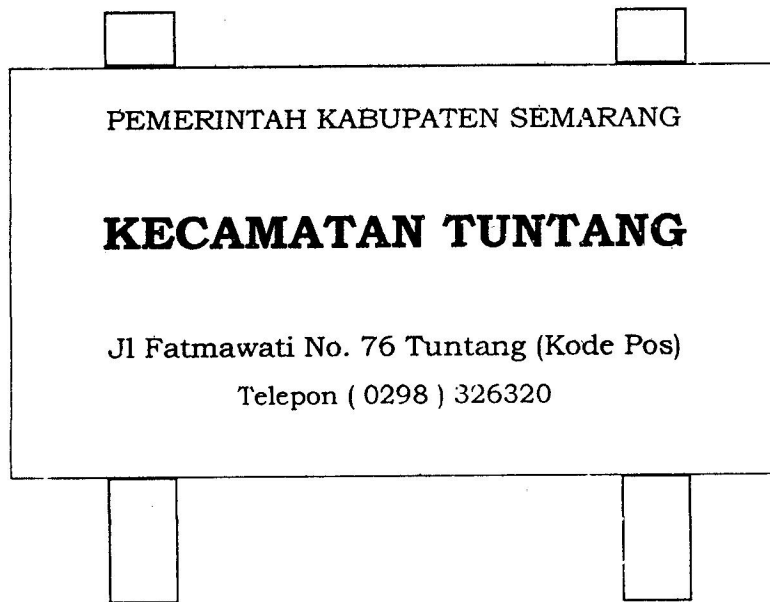 PEMERINTAH KABUPATEN SEMARANG
KECAMATAN TUNTANG
Jl Fatmawati No. 76 Tuntang (Kode Pos)
Telepon ( 0298 ) 326320